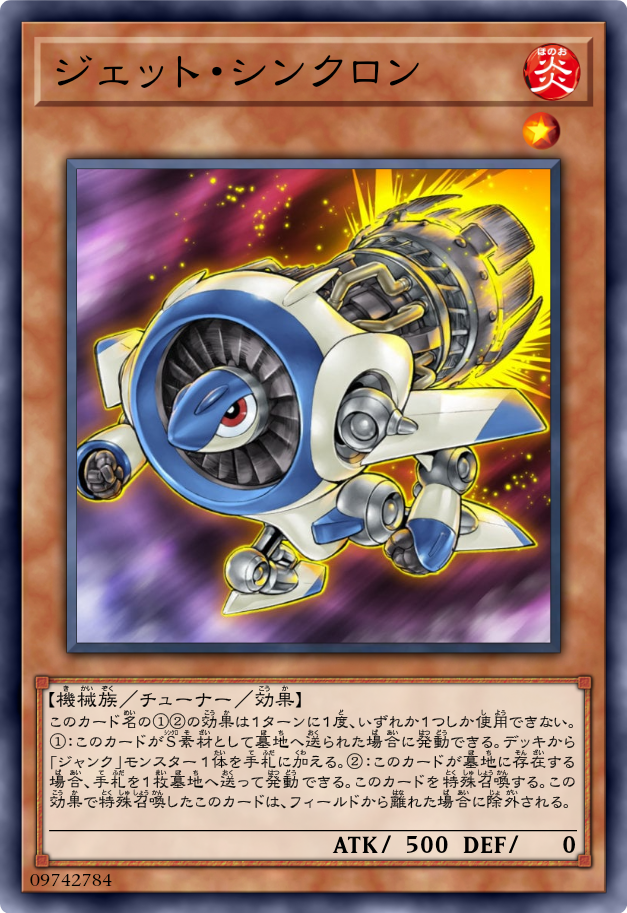 ジェット・シンクロン
炎
【機械族／チューナー／効果】
このカード名の①②の効果は1ターンに1度、いずれか1つしか使用できない。
①：このカードがS素材として墓地へ送られた場合に発動できる。デッキから
「ジャンク」モンスター1体を手札に加える。②：このカードが墓地に存在する
場合、手札を1枚墓地へ送って発動できる。このカードを特殊召喚する。この
効果で特殊召喚したこのカードは、フィールドから離れた場合に除外される。
ATK/ 500 DEF/ 0
09742784